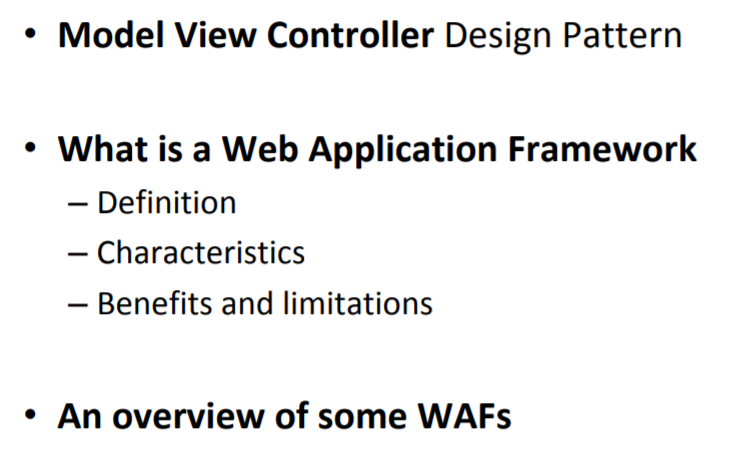 • Model View Controller Design Pattern
• What is a Web Application Framework
– Definition
– Characteristics
– Benefits and limitations
• An overview of some WAFs